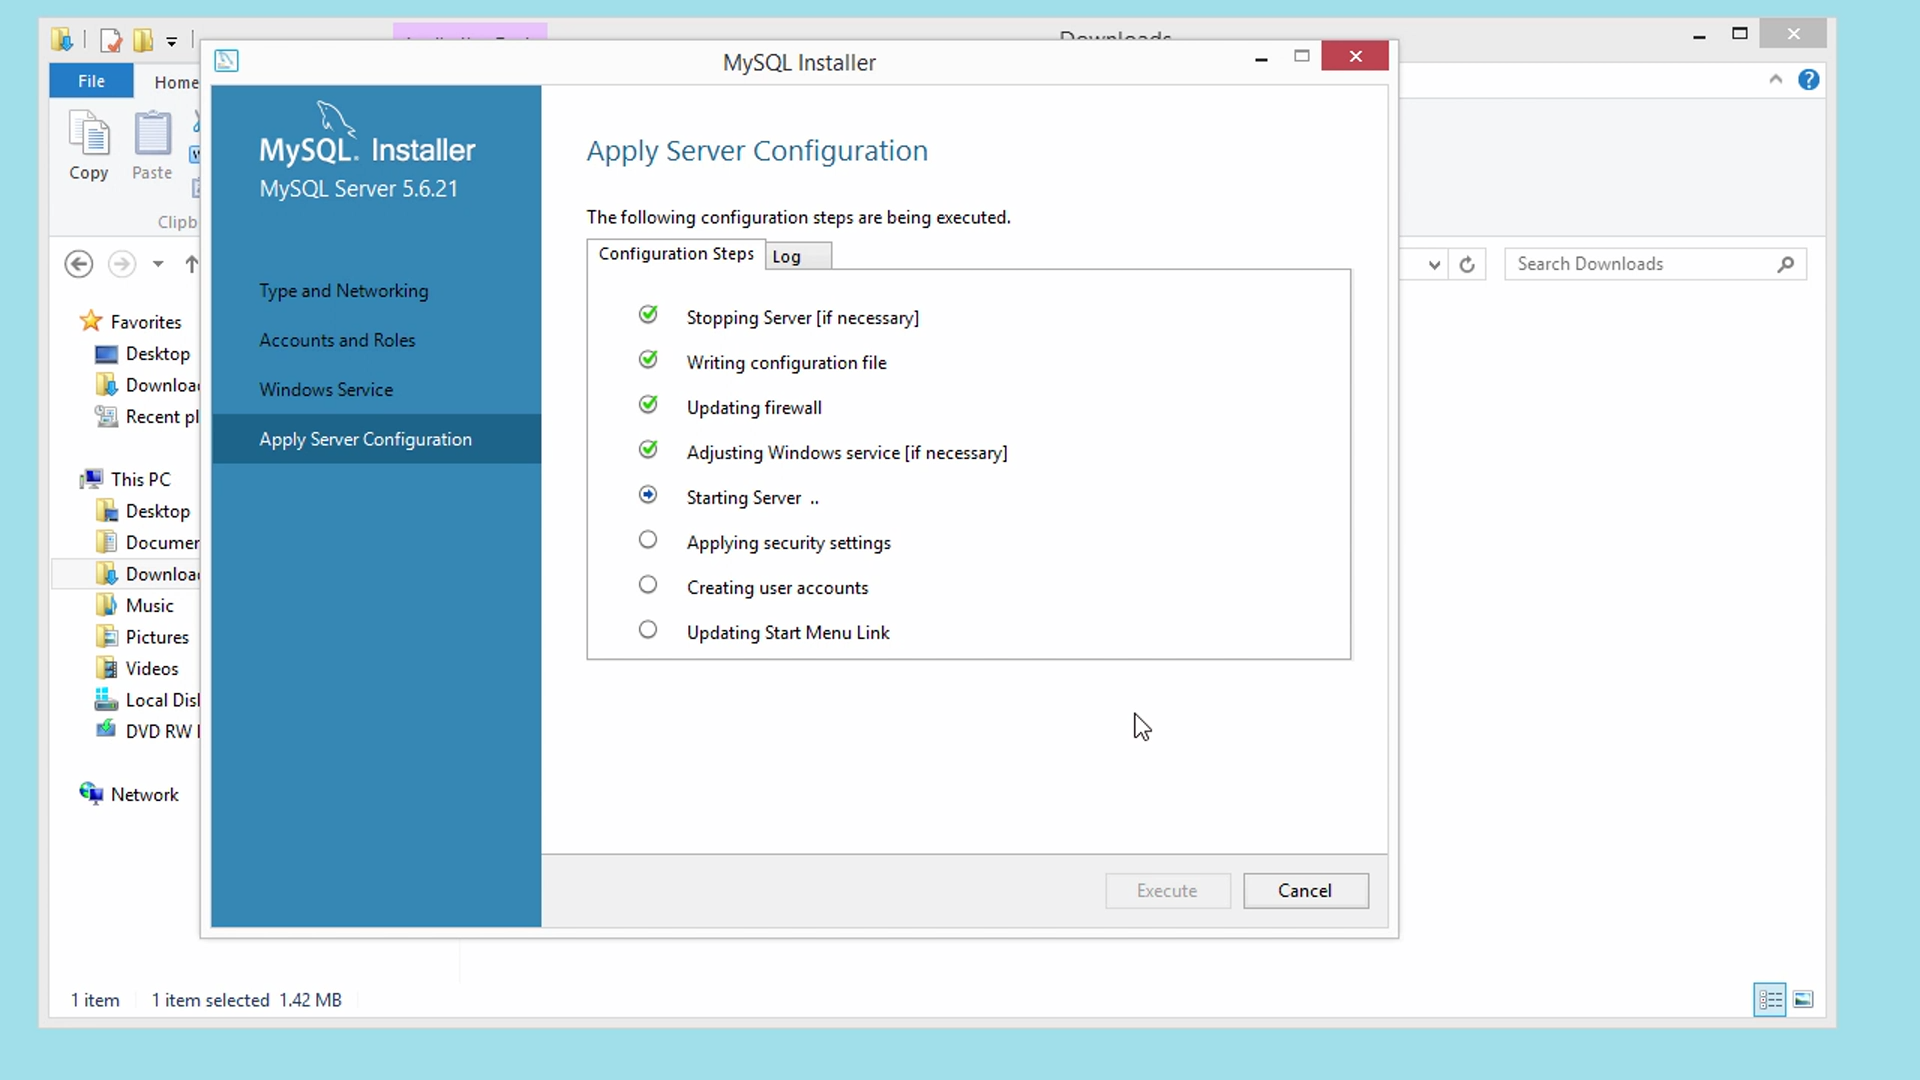 Downloads
MySQL Installer
File
Home
Copy
Paste
MySQL. Installer
MySQL Server 5.6.21
Apply Server Configuration
The following configuration steps are being executed.
Configuration Steps
Log
Search Downloads
Type and Networking
Accounts and Roles
Windows Service
Apply Server Configuration
Stopping Server [if necessary]
Writing configuration file
Updating firewall
Adjusting Windows service [if necessary]
Starting Server ..
Applying security settings
Creating user accounts
Updating Start Menu Link
Favorites
Desktop
Downloa
Recent pl
This PC
Desktop
Documer
Downloa
Music
Pictures
Videos
Local Disl
DVD RW
Network
Clipb
Execute
Cancel
1 item
1 item selected 1.42 MB